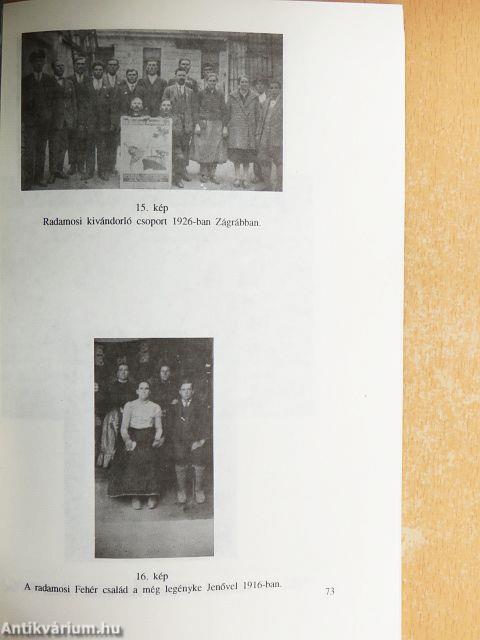 15. kép
Radamosi kivándorló csoport 1926-ban Zágrábban.
16. kép
A radamosi Fehér család a még legényke Jenővel 1916-ban.
73
Antikvárium.hu